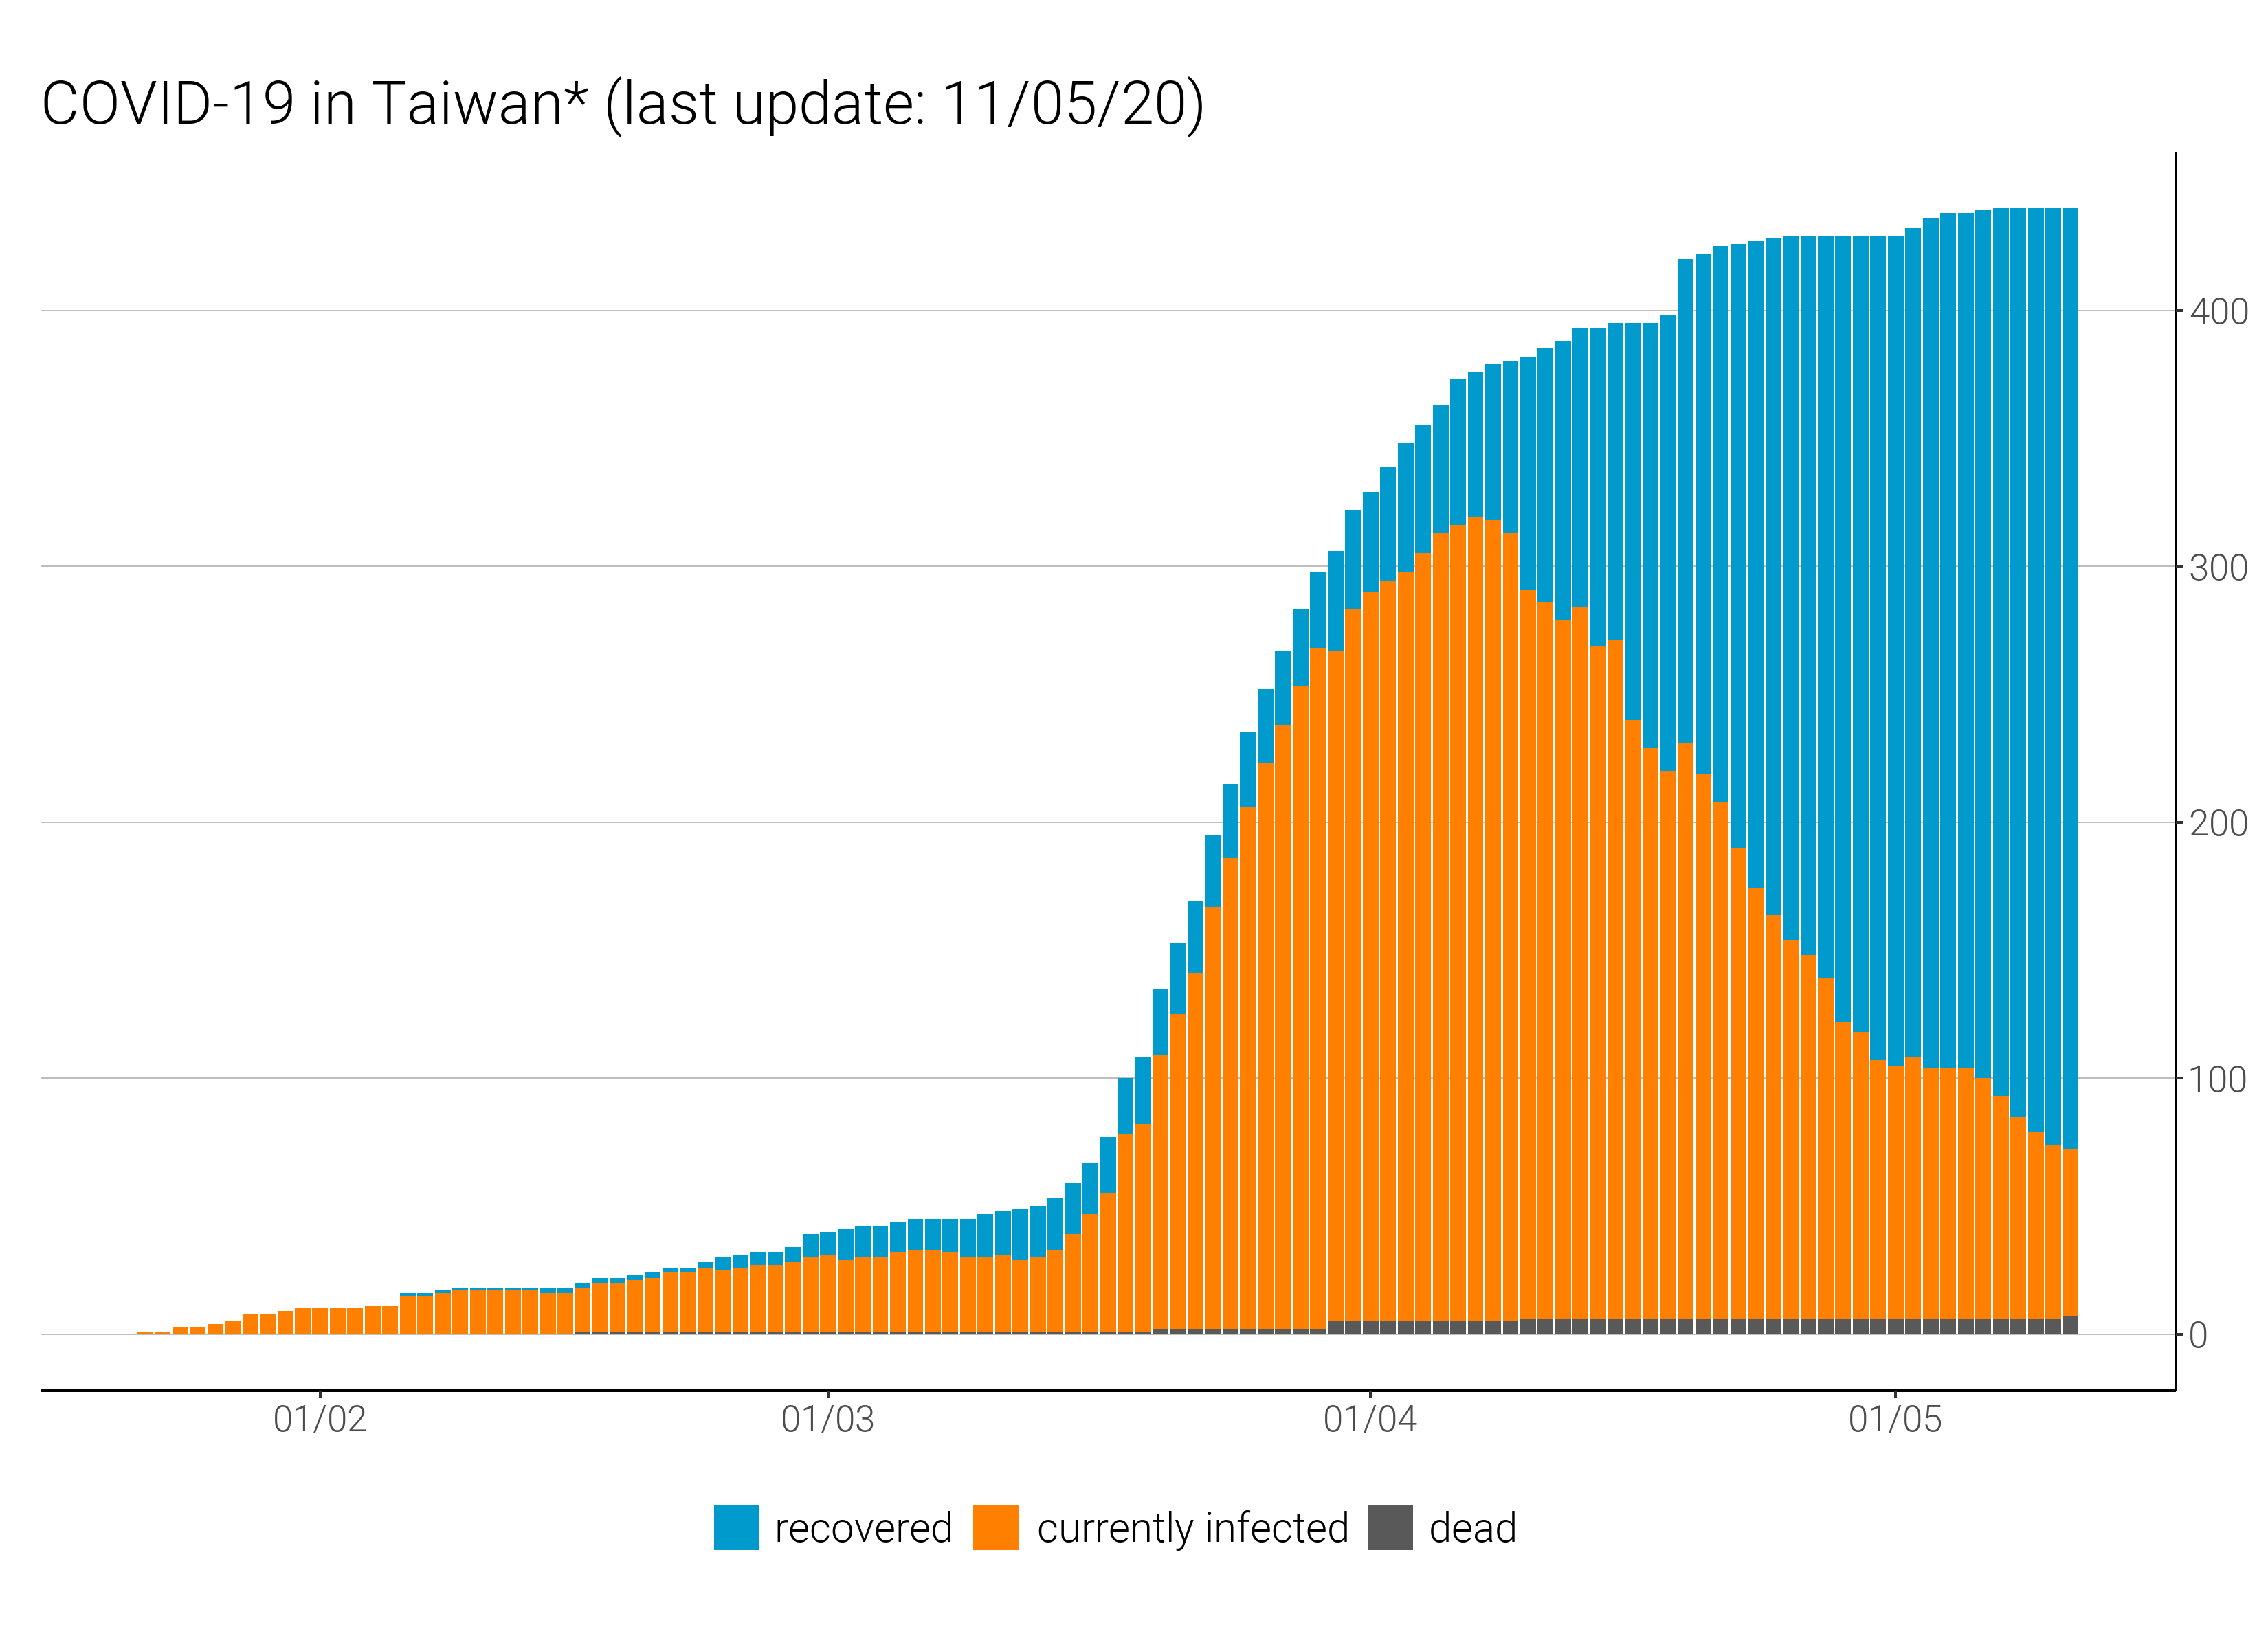 COVID-19 in Taiwan* (last update: 11/05/20)
400
300
200
100
0
01/02 01/03 01/04 01/05
recovered currently infected dead